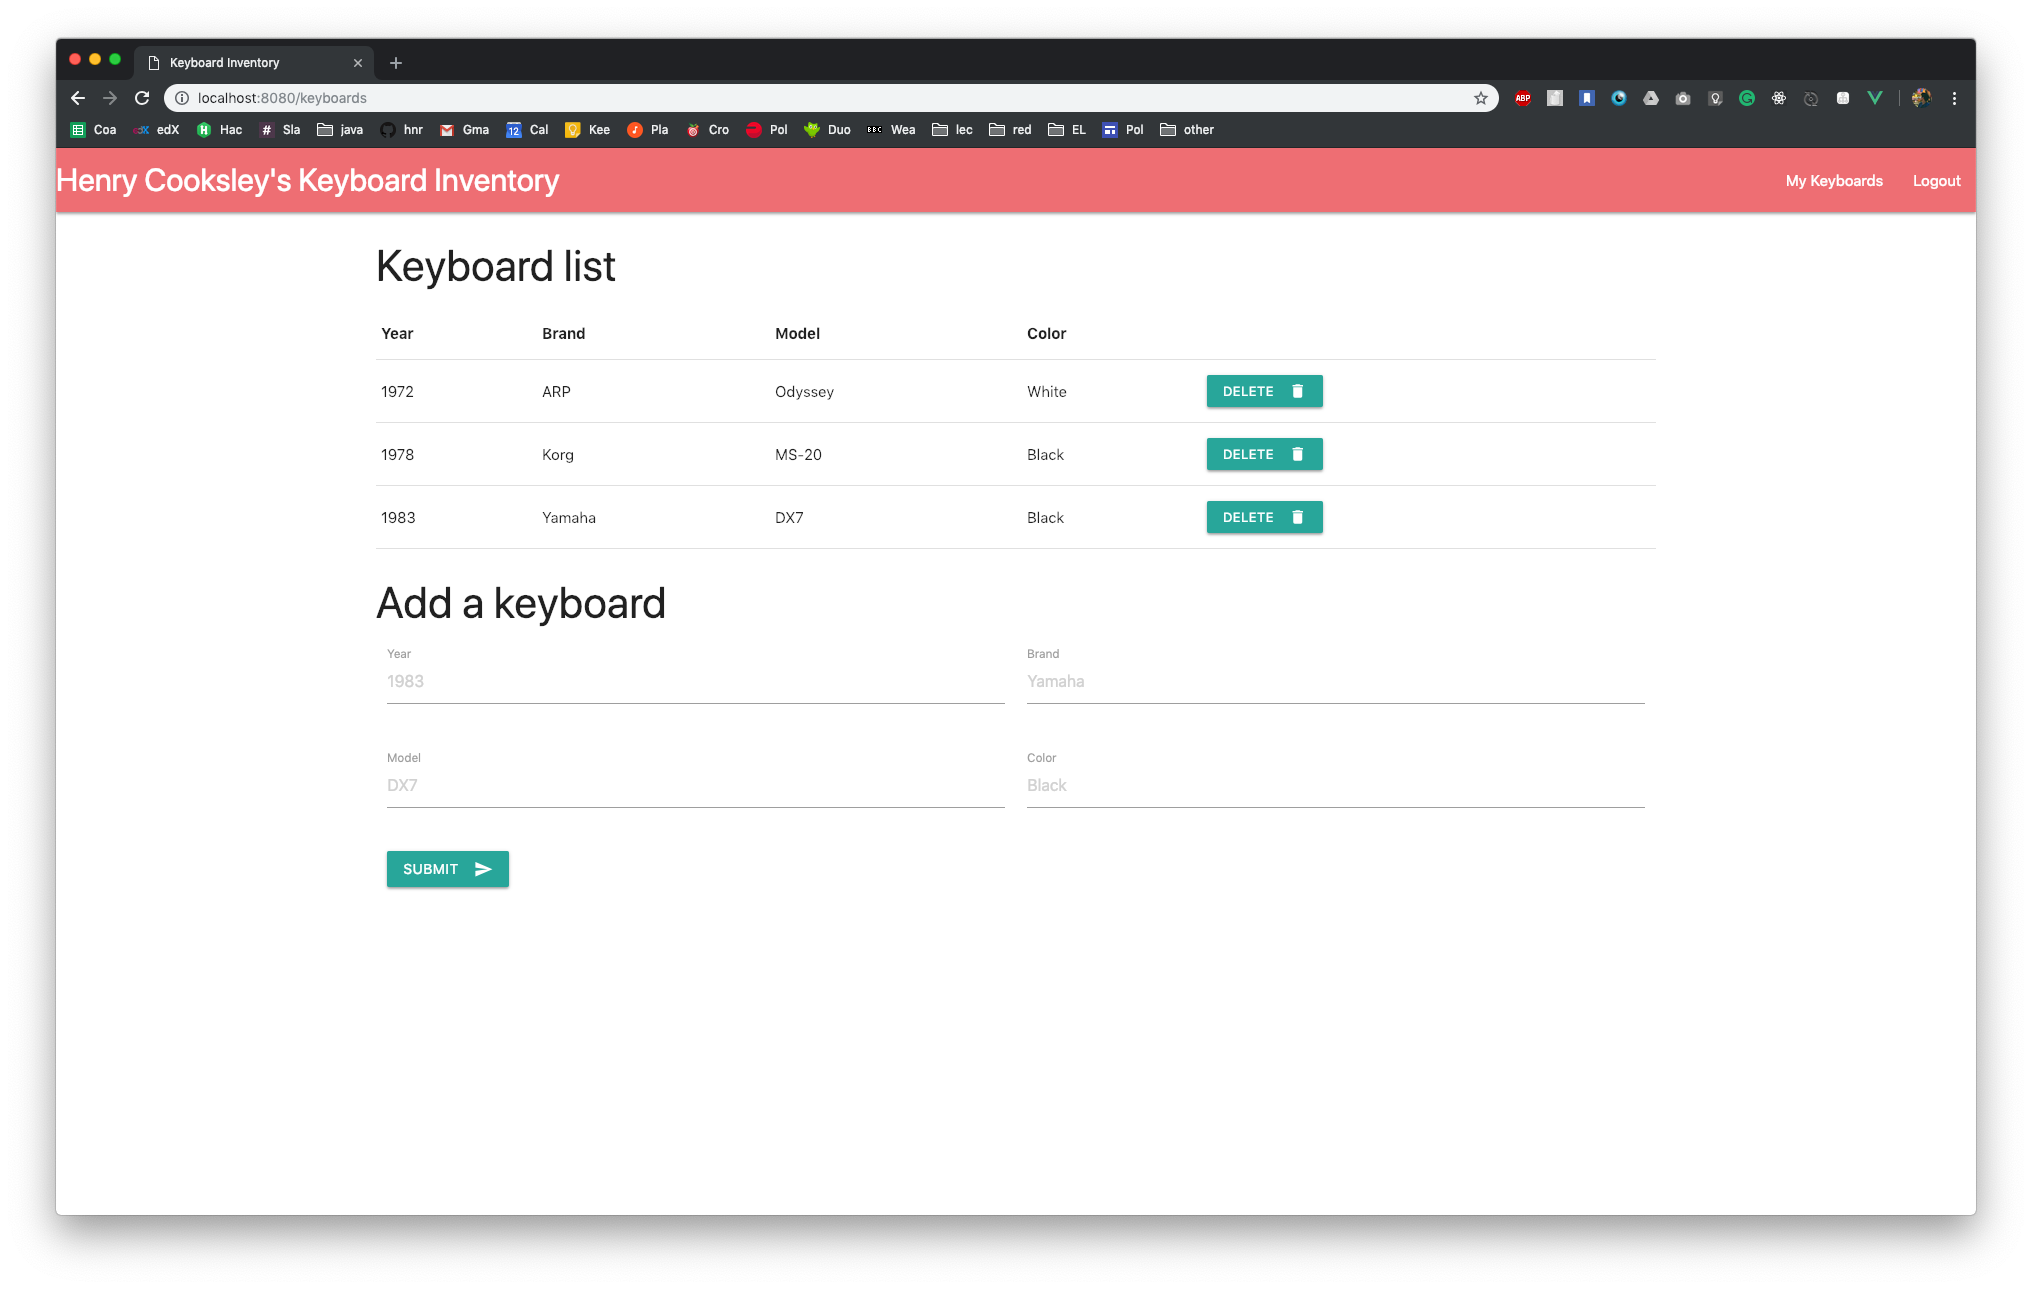 Keyboard Inventory
localhost:8080/keyboards
ABP
Coa edX Hac # Sla java hnr Gma 12 Cal Kee Pla Cro Pol Duo BBC Wea lec red EL Pol other
Henry Cooksley's Keyboard Inventory My Keyboards Logout
Keyboard list
Year Brand Model Color
1972 ARP Odyssey White DELETE
1978 Korg MS-20 Black DELETE
1983 Yamaha DX7 Black DELETE
Add a keyboard
Year Brand
1983 Yamaha
Model Color
DX7 Black
SUBMIT